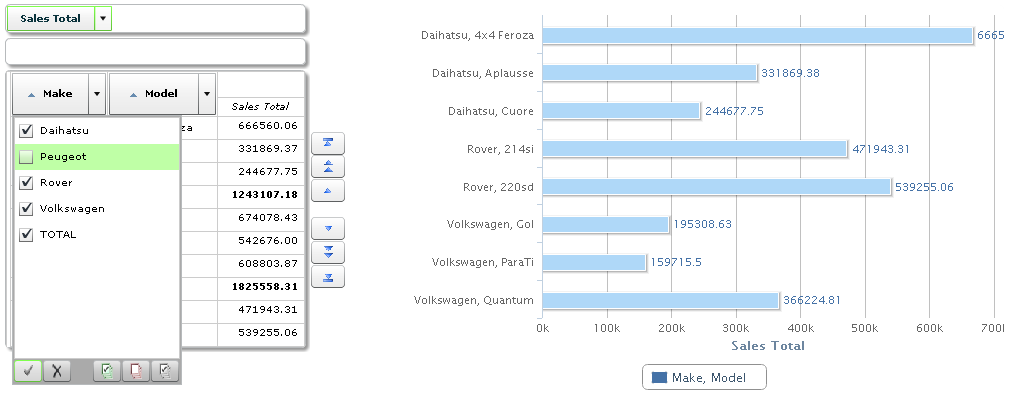 Sales Total
Make Model
Sales Total
za 666560.06
331869.37
244677.75
1243107.18
674078.43
542676.00
608803.87
1825558.31
471943.31
539255.06
Daihatsu
Peugeot
Rover
Volkswagen
TOTAL
Daihatsu, 4x4 Feroza 6665
Daihatsu, Aplausse 331869.38
Daihatsu, Cuore 244677.75
Rover, 214si 471943.31
Rover, 220sd 539255.06
Volkswagen, Gol 195308.63
Volkswagen, ParaTi 159715.5
Volkswagen, Quantum 366224.81
0k 100k 200k 300k 400k 500k 600k 700
Sales Total
Make, Model